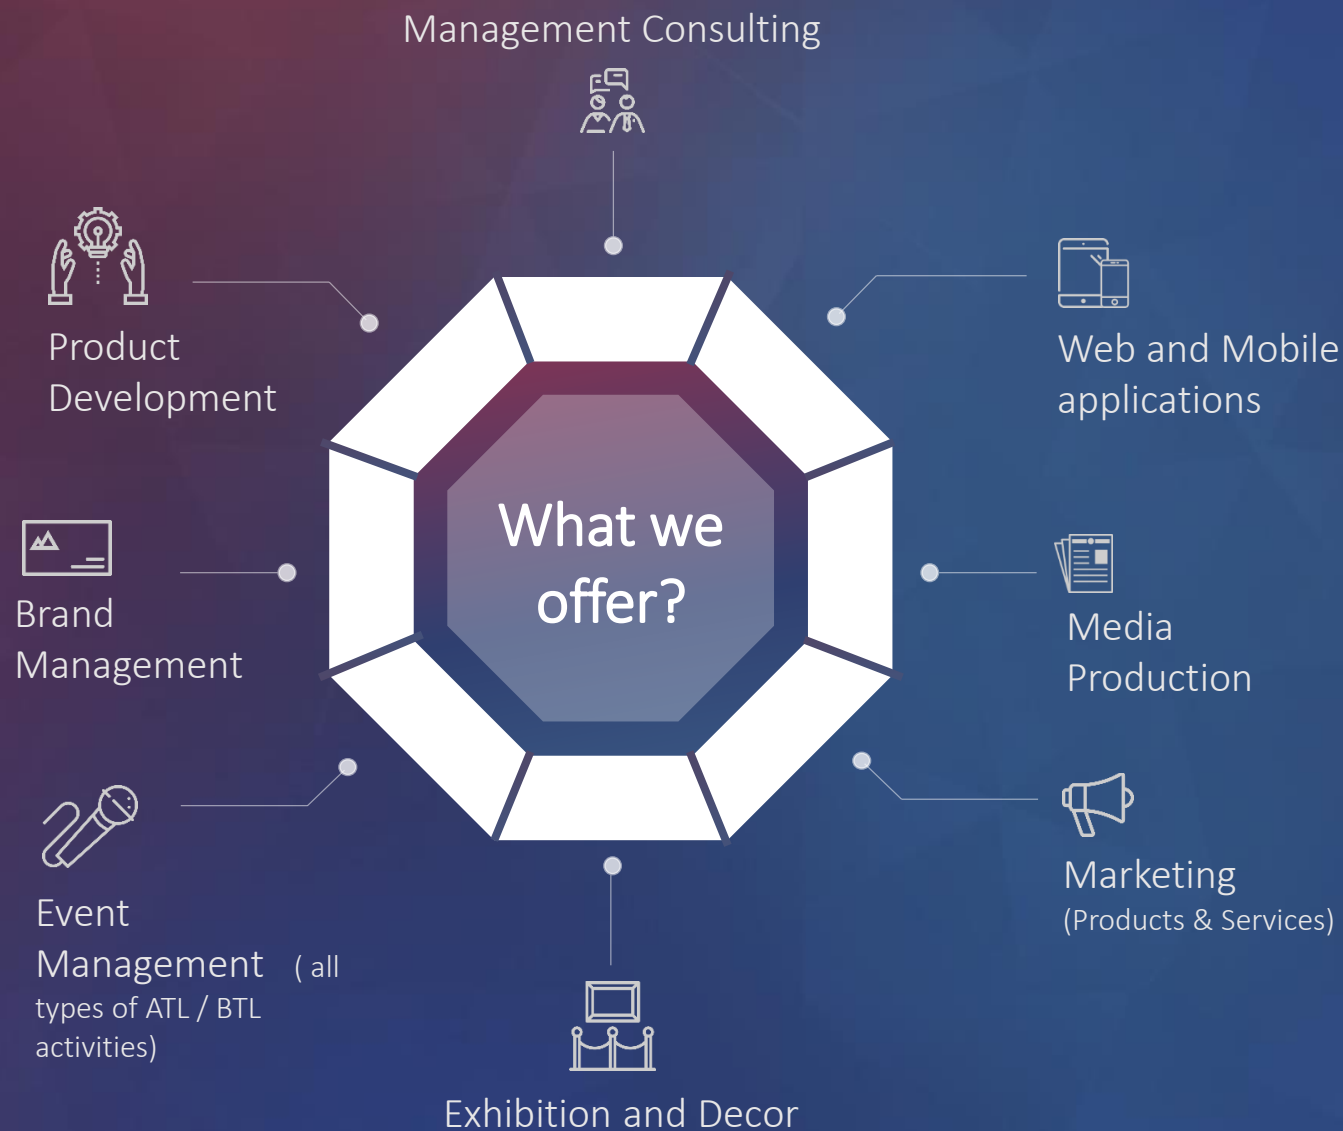 Management Consulting
Product
Development
Web and Mobile
applications
What we
offer?
Brand
Management
Media
Production
Marketing
(Products & Services)
Event
Management ( all
types of ATL / BTL
activities)
Exhibition and Decor